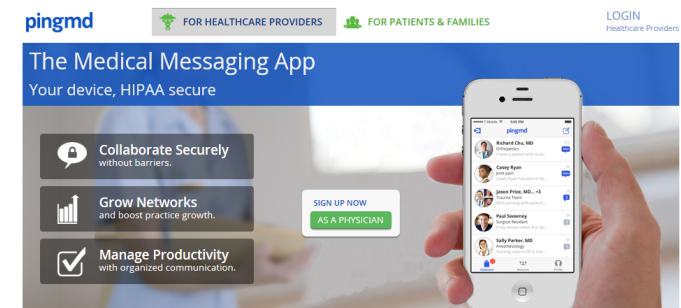 pingmd
FOR HEALTHCARE PROVIDERS
FOR PATIENTS & FAMILIES
LOGIN
Healthcare Providers
The Medical Messaging App
Your device, HIPAA secure
Collaborate Securely
without barriers.
Grow Networks
and boost practice growth.
Manage Productivity
with organized communication.
SIGN UP NOW
AS A PHYSICIAN
pingmd
Richard Chu, MD
Orthopedics
Casey Ryan
Joint pain
Jason Price, MD... +3
Trauma Team
Paul Sweeney
Surgical Resident
Sally Parker, MD
Anesthesiology